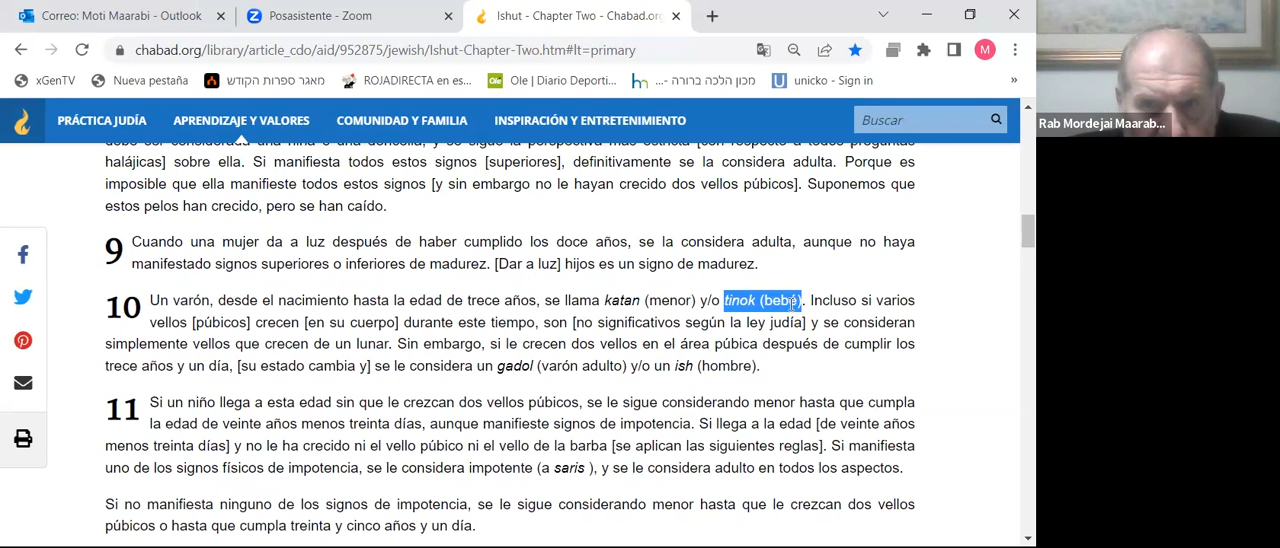 Correo: Moti Maarabi - Outlook
Posasistente - Zoom
Ishut - Chapter Two - Chabad.org
chabad.org/library/article_cdo/aid/952875/jewish/Ishut-Chapter-Two.htm#lt=primary
M
xGenTV
Nueva pestaña
מאגר ספרות הקודש
ROJADIRECTA en es...
Ole | Diario Deporti...
מכון הלכה ברורה -...
unicko - Sign in
»
PRÁCTICA JUDÍA
APRENDIZAJE Y VALORES
COMUNIDAD Y FAMILIA
INSPIRACIÓN Y ENTRETENIMIENTO
Buscar
Rab Mordejai Maarab...
halájicas] sobre ella. Si manifiesta todos estos signos [superiores], definitivamente se la considera adulta. Porque es
imposible que ella manifieste todos estos signos [y sin embargo no le hayan crecido dos vellos púbicos]. Suponemos que
estos pelos han crecido, pero se han caído.
9 Cuando una mujer da a luz después de haber cumplido los doce años, se la considera adulta, aunque no haya
manifestado signos superiores o inferiores de madurez. [Dar a luz] hijos es un signo de madurez.
10 Un varón, desde el nacimiento hasta la edad de trece años, se llama katan (menor) y/o tinok (bebé). Incluso si varios
vellos [púbicos] crecen [en su cuerpo] durante este tiempo, son [no significativos según la ley judía] y se consideran
simplemente vellos que crecen de un lunar. Sin embargo, si le crecen dos vellos en el área púbica después de cumplir los
trece años y un día, [su estado cambia y] se le considera un gadol (varón adulto) y/o un ish (hombre).
11 Si un niño llega a esta edad sin que le crezcan dos vellos púbicos, se le sigue considerando menor hasta que cumpla
la edad de veinte años menos treinta días, aunque manifieste signos de impotencia. Si llega a la edad [de veinte años
menos treinta días] y no le ha crecido ni el vello púbico ni el vello de la barba [se aplican las siguientes reglas]. Si manifiesta
uno de los signos físicos de impotencia, se le considera impotente (a saris ), y se le considera adulto en todos los aspectos.
Si no manifiesta ninguno de los signos de impotencia, se le sigue considerando menor hasta que le crezcan dos vellos
púbicos o hasta que cumpla treinta y cinco años y un día.